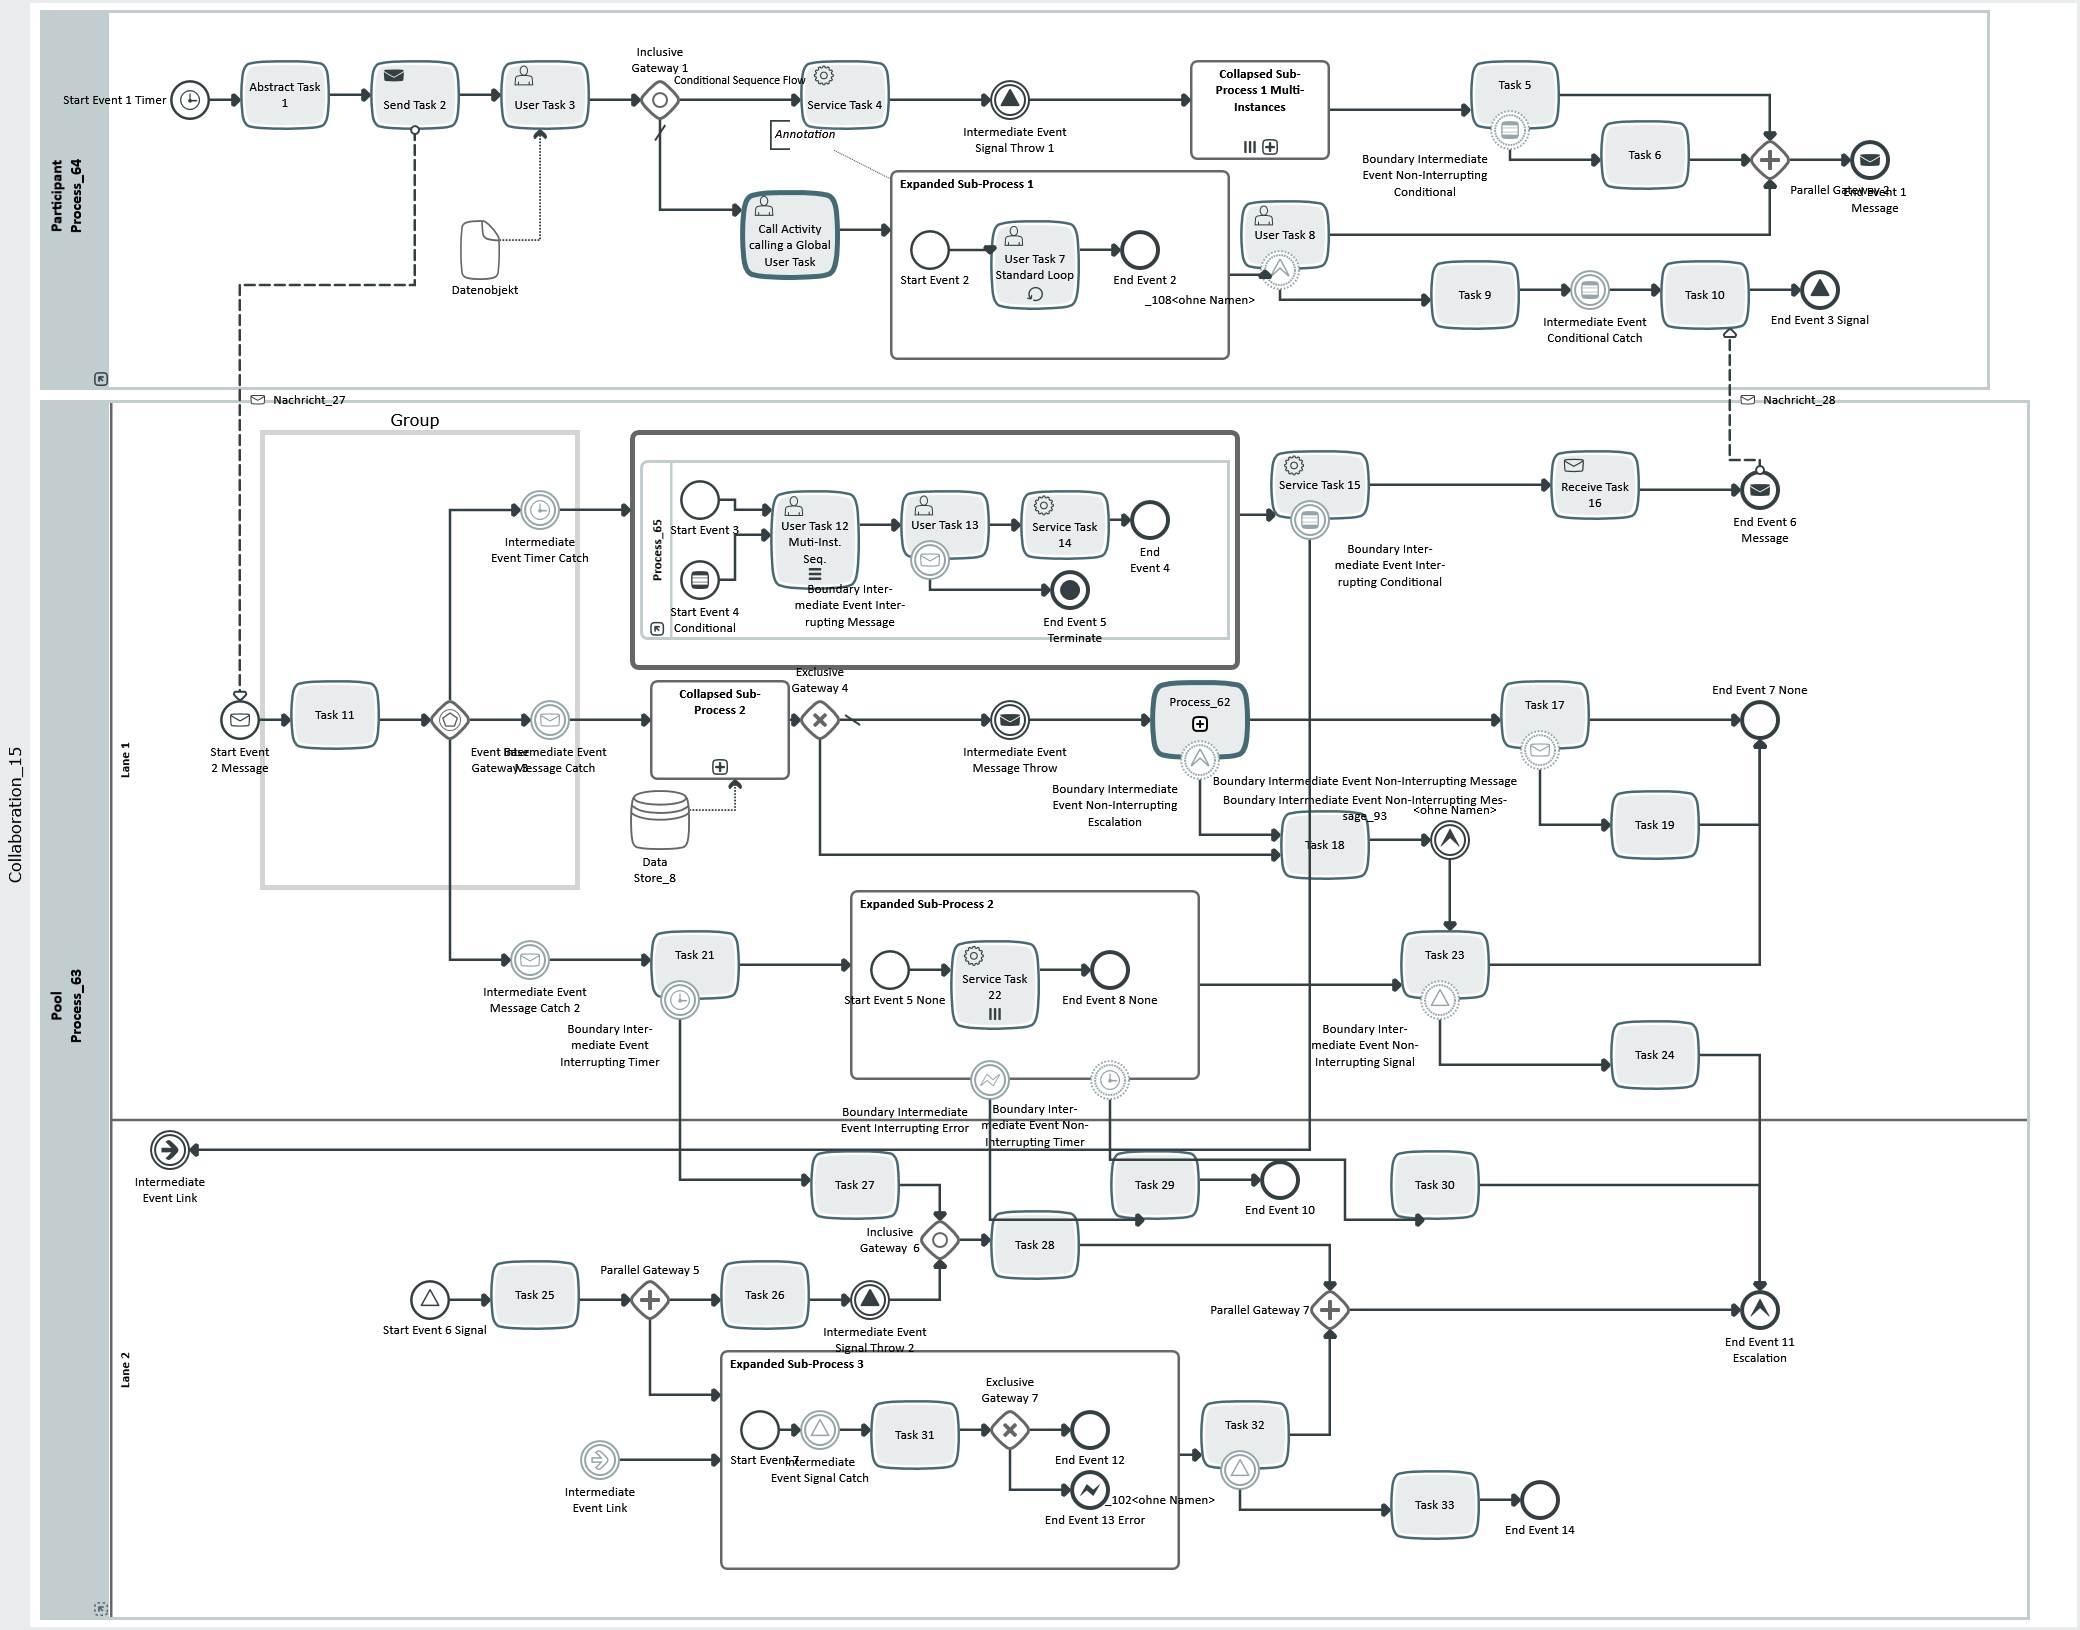 Collaboration_15
Participant
Process_64
Start Event 1 Timer
Abstract Task
1
Send Task 2
User Task 3
Inclusive
Gateway 1
Conditional Sequence Flow
Service Task 4
Annotation
Intermediate Event
Signal Throw 1
Collapsed Sub-
Process 1 Multi-
Instances
Task 5
Boundary Intermediate
Event Non-Interrupting
Conditional
Task 6
Parallel Gateway 2
End Event 1
Message
Datenobjekt
Call Activity
calling a Global
User Task
Expanded Sub-Process 1
Start Event 2
User Task 7
Standard Loop
End Event 2
User Task 8
_108<ohne Namen>
Task 9
Intermediate Event
Conditional Catch
Task 10
End Event 3 Signal
Nachricht_27
Nachricht_28
Pool
Process_63
Lane 1
Group
Start Event
2 Message
Task 11
Intermediate
Event Timer Catch
Intermediate Event
Message Catch
Process_65
Start Event 3
Start Event 4
Conditional
User Task 12
Muti-Inst.
Seq.
User Task 13
Boundary Inter-
mediate Event Inter-
rupting Message
Service Task
14
End
Event 4
End Event 5
Terminate
Service Task 15
Boundary Inter-
mediate Event Inter-
rupting Conditional
Receive Task
16
End Event 6
Message
Collapsed Sub-
Process 2
Data
Store_8
Exclusive
Gateway 4
Intermediate Event
Message Throw
Process_62
Boundary Intermediate
Event Non-Interrupting
Escalation
Boundary Intermediate Event Non-Interrupting Message
Boundary Intermediate Event Non-Interrupting Mes-
sage_93
<ohne Namen>
Task 17
End Event 7 None
Task 18
Task 19
Intermediate Event
Message Catch 2
Task 21
Boundary Inter-
mediate Event
Interrupting Timer
Expanded Sub-Process 2
Start Event 5 None
Service Task
22
End Event 8 None
Boundary Intermediate
Event Interrupting Error
Boundary Inter-
mediate Event Non-
Interrupting Timer
Task 23
Boundary Inter-
mediate Event Non-
Interrupting Signal
Task 24
Lane 2
Intermediate
Event Link
Task 27
Inclusive
Gateway 6
Task 28
Task 29
End Event 10
Task 30
Start Event 6 Signal
Task 25
Parallel Gateway 5
Task 26
Intermediate Event
Signal Throw 2
Parallel Gateway 7
End Event 11
Escalation
Intermediate
Event Link
Expanded Sub-Process 3
Start Event 7
Intermediate
Event Signal Catch
Task 31
Exclusive
Gateway 7
End Event 12
End Event 13 Error
_102<ohne Namen>
Task 32
Task 33
End Event 14